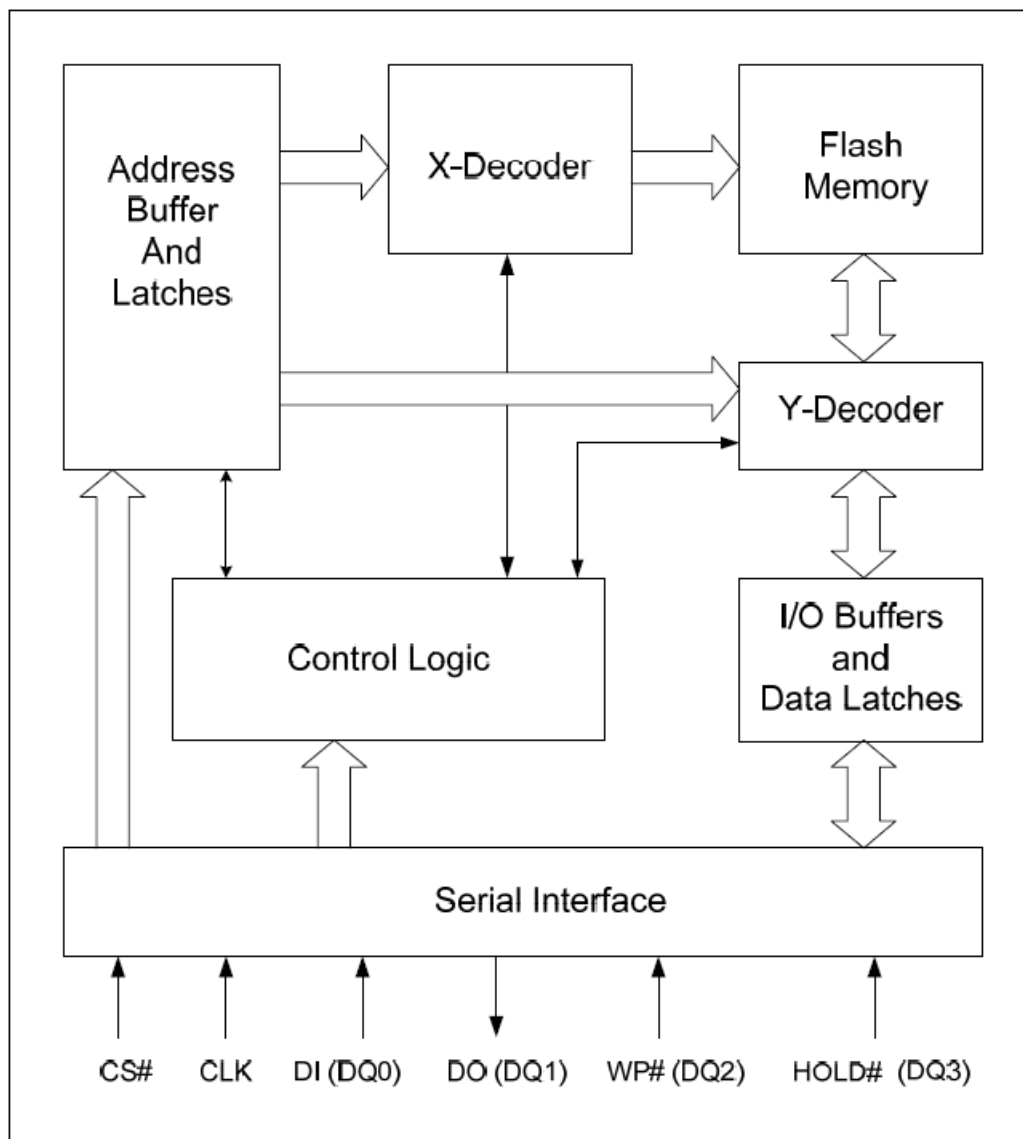 Address
Buffer
And
Latches
X-Decoder
Flash
Memory
Y-Decoder
Control Logic
I/O Buffers
and
Data Latches
Serial Interface
CS# CLK DI (DQ0) DO (DQ1) WP# (DQ2) HOLD# (DQ3)